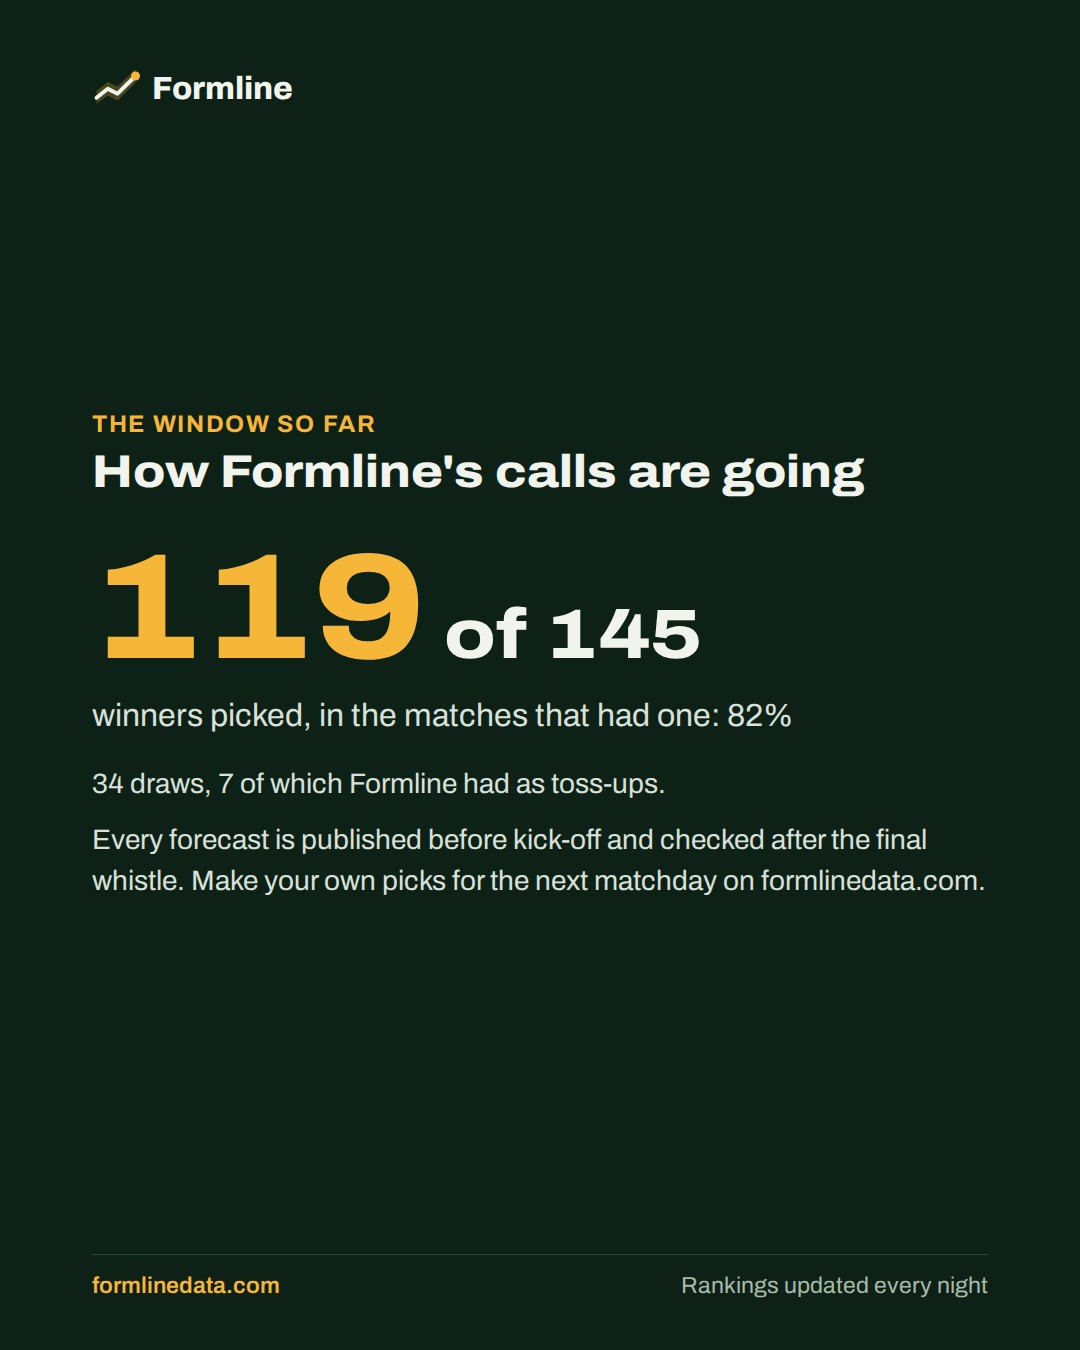 Formline
THE WINDOW SO FAR
How Formline's calls are going
119 of 145
winners picked, in the matches that had one: 82%
34 draws, 7 of which Formline had as toss-ups.
Every forecast is published before kick-off and checked after the final
whistle. Make your own picks for the next matchday on formlinedata.com.
formlinedata.com
Rankings updated every night